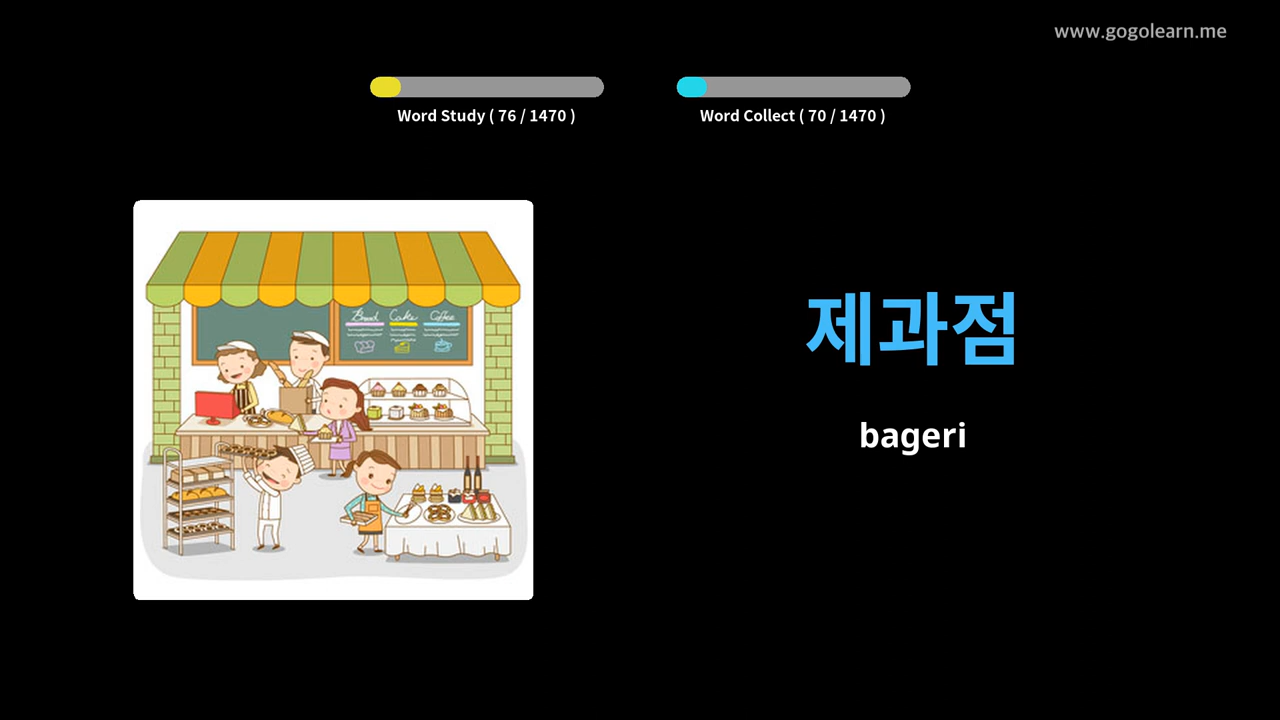 www.gogolearn.me
Word Study ( 76 / 1470 )
Word Collect ( 70 / 1470 )
Bread Cake Coffee
제과점
bageri